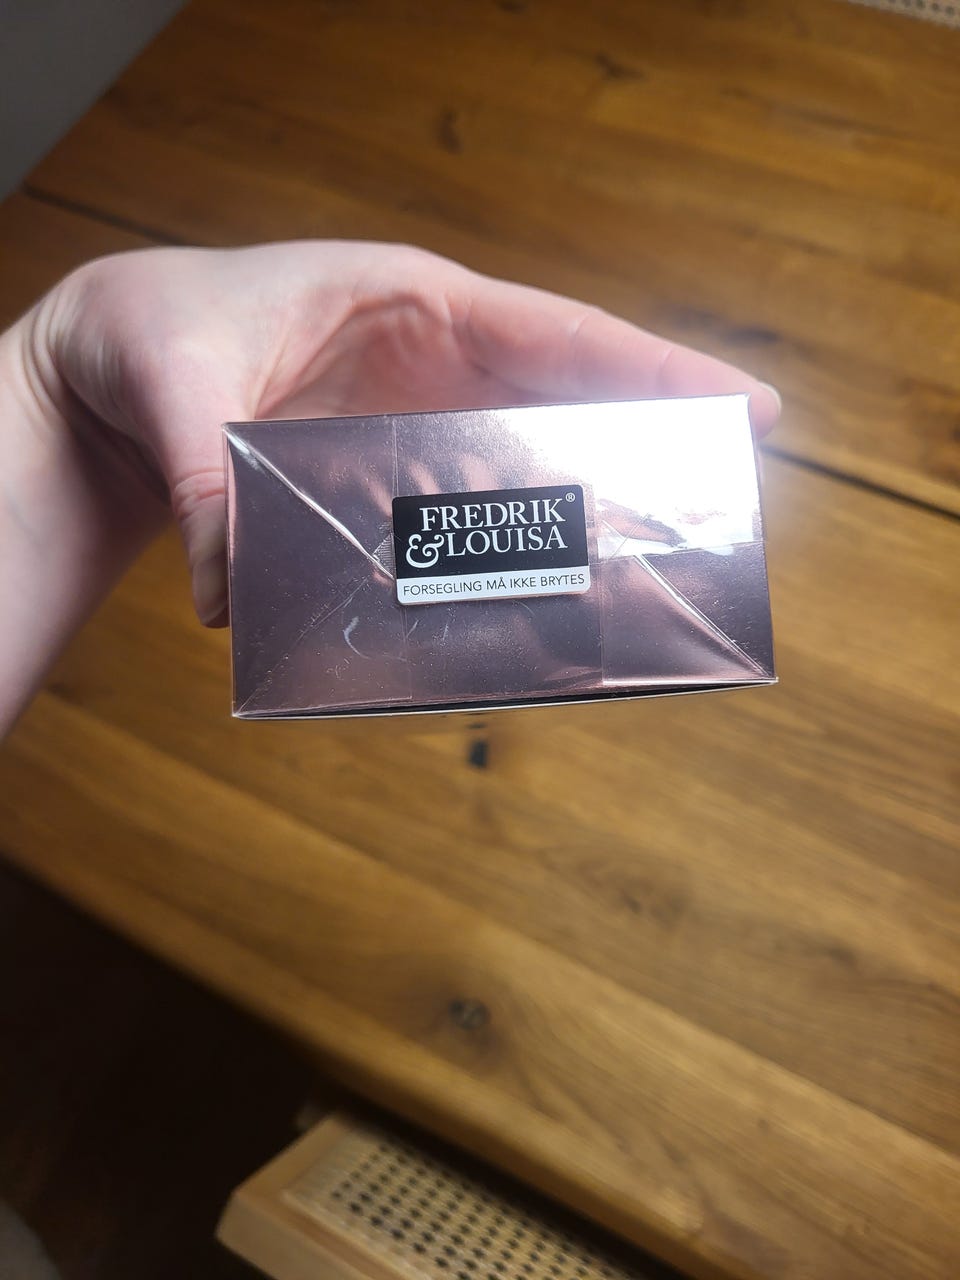 FREDRIK®
&LOUISA
FORSEGLING MÅ IKKE BRYTES